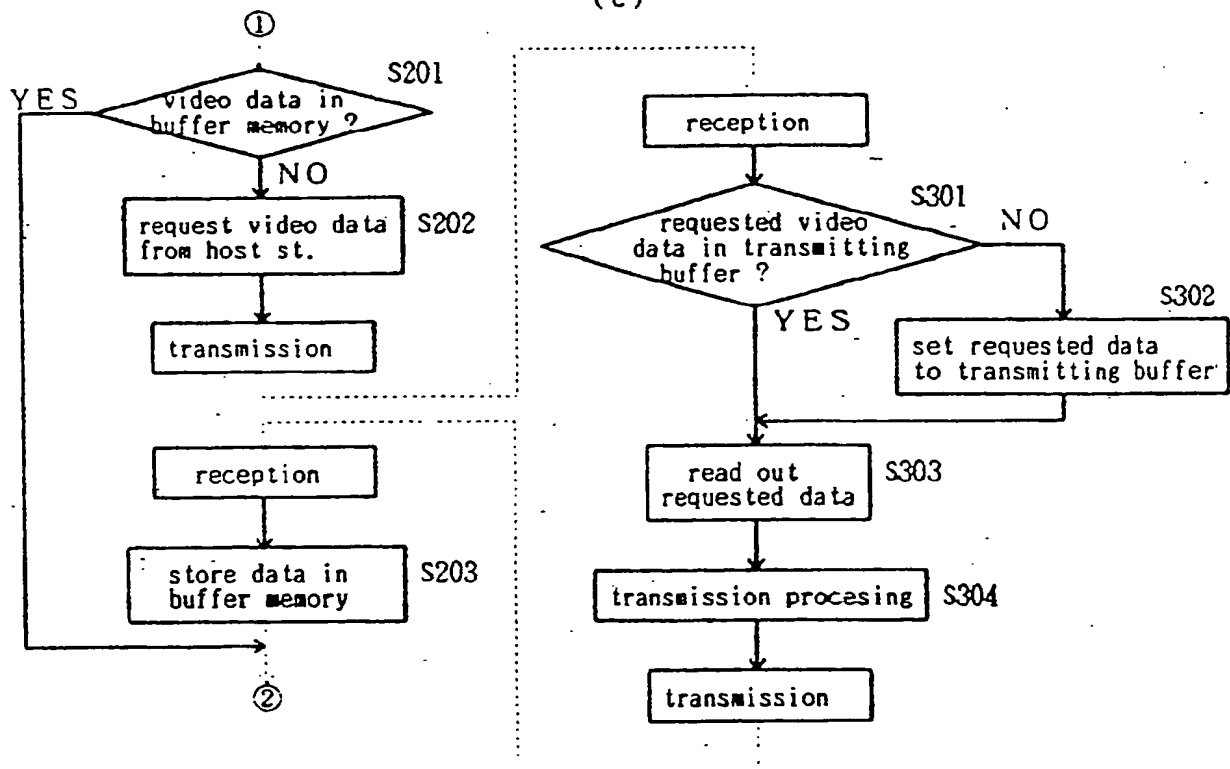 (c)
①
S201
YES
video data in
buffer memory ?
NO
request video data
from host st.
S202
transmission
reception
store data in
buffer memory
S203
②
reception
S301
requested video
data in transmitting
buffer ?
NO
YES
S302
set requested data
to transmitting buffer
read out
requested data
S303
transmission procesing
S304
transmission